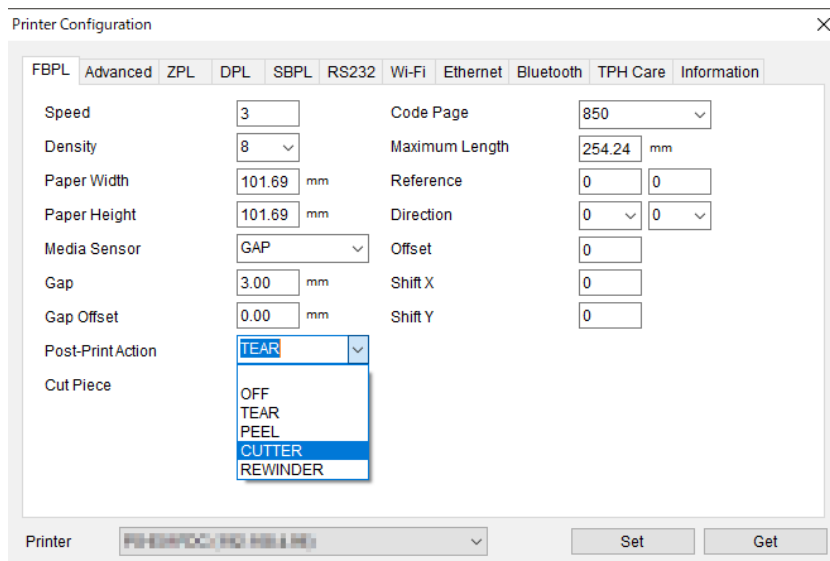 Printer Configuration
FBPL Advanced ZPL DPL SBPL RS232 Wi-Fi Ethernet Bluetooth TPH Care Information
Speed 3 Code Page 850
Density 8 Maximum Length 254.24 mm
Paper Width 101.69 mm Reference 0 0
Paper Height 101.69 mm Direction 0 0
Media Sensor GAP Offset 0
Gap 3.00 mm Shift X 0
Gap Offset 0.00 mm Shift Y 0
Post-Print Action TEAR
Cut Piece
OFF
TEAR
PEEL
CUTTER
REWINDER
Printer Set Get